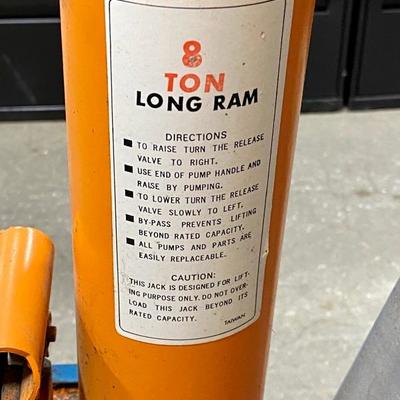 8
TON
LONG RAM
DIRECTIONS
■ TO RAISE TURN THE RELEASE
VALVE TO RIGHT.
■ USE END OF PUMP HANDLE AND
RAISE BY PUMPING.
■ TO LOWER TURN THE RELEASE
VALVE SLOWLY TO LEFT.
■ BY-PASS PREVENTS LIFTING
BEYOND RATED CAPACITY.
■ ALL PUMPS AND PARTS ARE
EASILY REPLACEABLE.
CAUTION:
THIS JACK IS DESIGNED FOR LIFT-
ING PURPOSE ONLY. DO NOT OVER-
LOAD THIS JACK BEYOND ITS
RATED CAPACITY.
TAIWAN